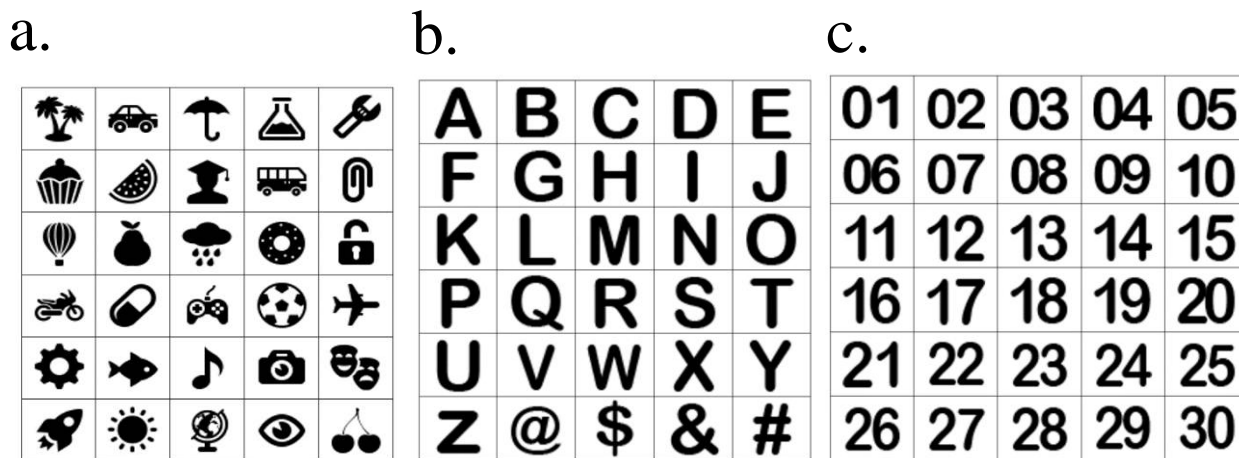 a.
b.
A B C D E
F G H I J
K L M N O
P Q R S T
U V W X Y
Z @ $ & #
c.
01 02 03 04 05
06 07 08 09 10
11 12 13 14 15
16 17 18 19 20
21 22 23 24 25
26 27 28 29 30